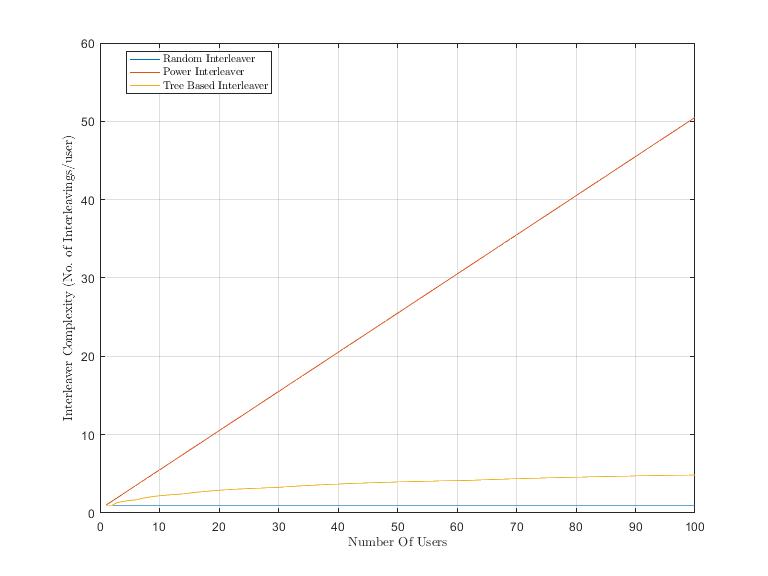 Random Interleaver
Power Interleaver
Tree Based Interleaver
60
50
40
30
20
10
0
Interleaver Complexity (No. of Interleavings/user)
0 10 20 30 40 50 60 70 80 90 100
Number Of Users